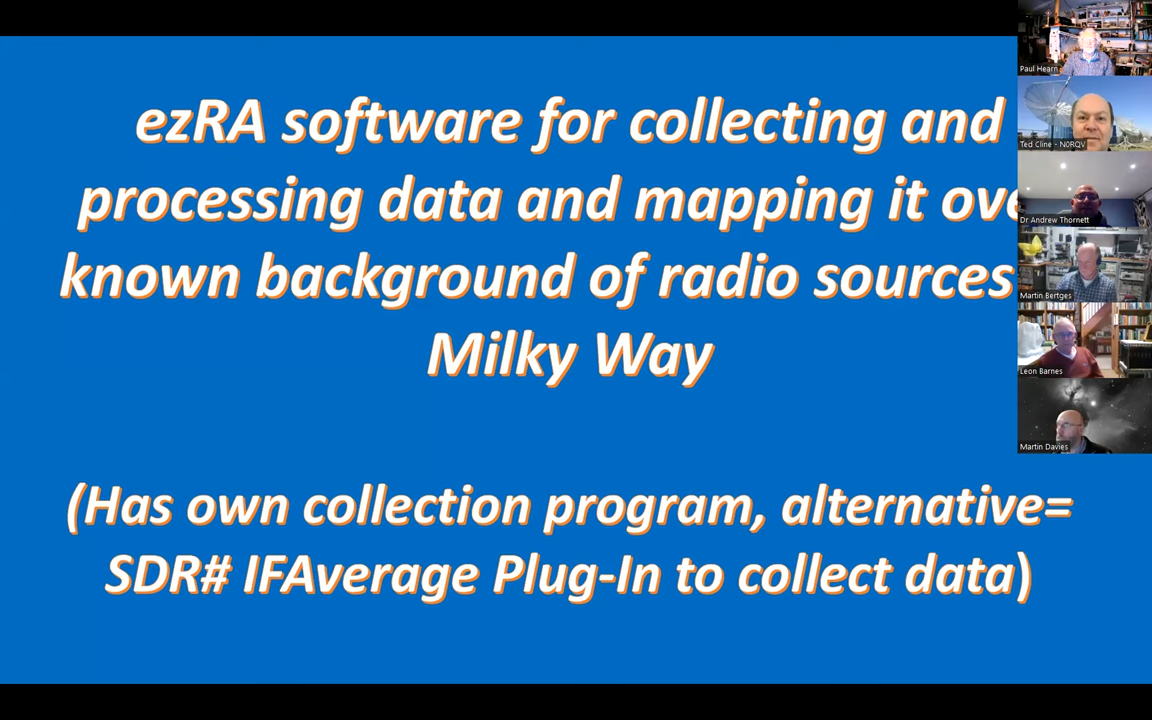 ezRA software for collecting and
processing data and mapping it
known background of radio sources
Milky Way
(Has own collection program, alternative=
SDR# IFAverage Plug-In to collect data)
Paul Hearn
Ted Cline - N0RQV
Dr Andrew Thornett
Martin Bertges
Leon Barnes
Martin Davies